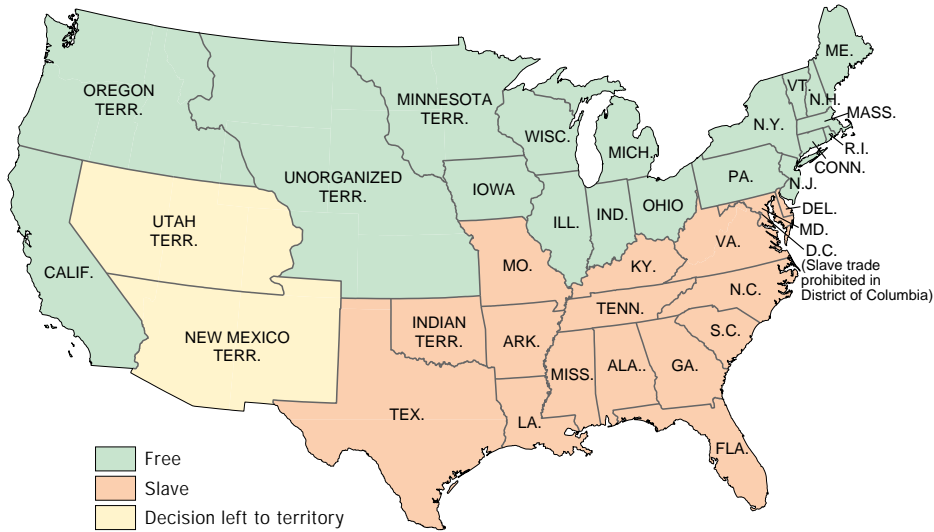 ME.
OREGON
TERR.
VT.
N.H.
MINNESOTA
TERR.
MASS.
N.Y.
WISC.
R.I.
MICH.
CONN.
PA.
UNORGANIZED
TERR.
IOWA
N.J.
OHIO
ILL.
IND.
DEL.
UTAH
TERR.
MD.
VA.
D.C.
(Slave trade
prohibited in
District of Columbia)
CALIF.
MO.
KY.
N.C.
TENN.
INDIAN
TERR.
NEW MEXICO
TERR.
S.C.
ARK.
MISS.
ALA..
GA.
TEX.
LA.
FLA.
Free
Slave
Decision left to territory